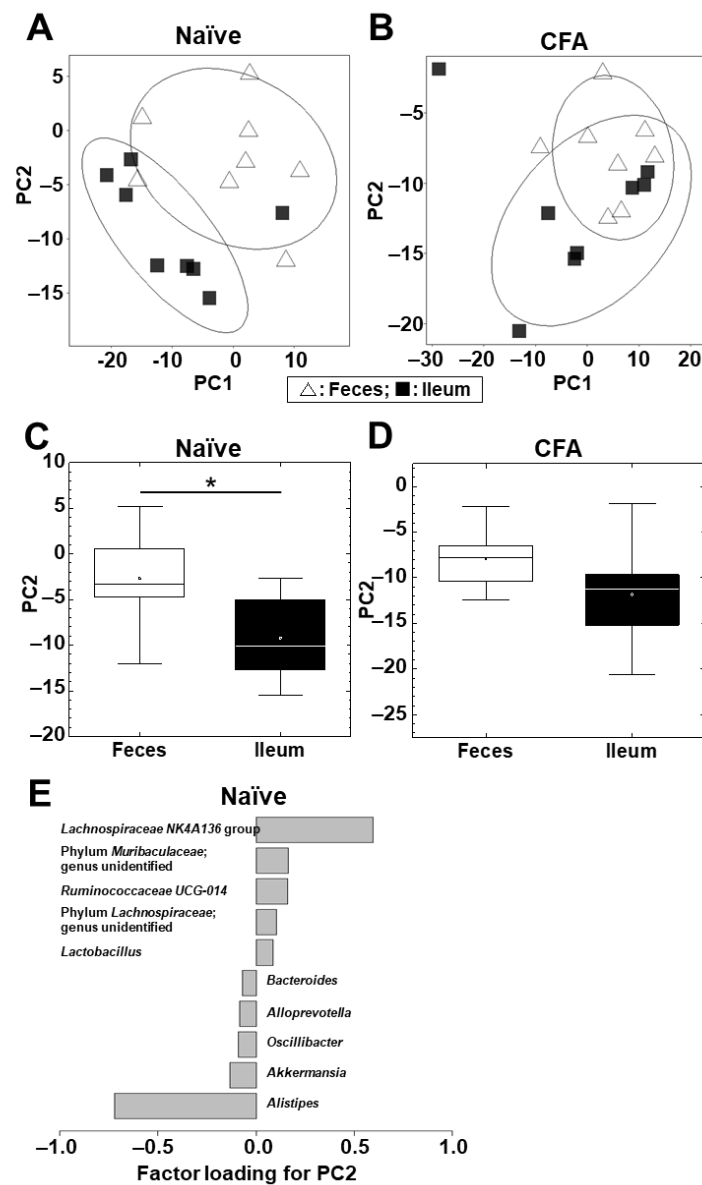 A
Naïve
5
0
–5
–10
–15
PC2
-20
-10
0
10
PC1
B
CFA
–5
–10
–15
–20
PC2
–30
–20
–10
0
10
20
PC1
△: Feces; ■: Ileum
C
Naïve
10
5
0
–5
–10
–15
–20
PC2
*
Feces
Ileum
D
CFA
0
–5
–10
–15
–20
–25
PC2
Feces
Ileum
E
Naïve
Lachnospiraceae NK4A136 group
Phylum Muribaculaceae;
genus unidentified
Ruminococcaceae UCG-014
Phylum Lachnospiraceae;
genus unidentified
Lactobacillus
Bacteroides
Alloprevotella
Oscillibacter
Akkermansia
Alistipes
–1.0
–0.5
0.0
0.5
1.0
Factor loading for PC2